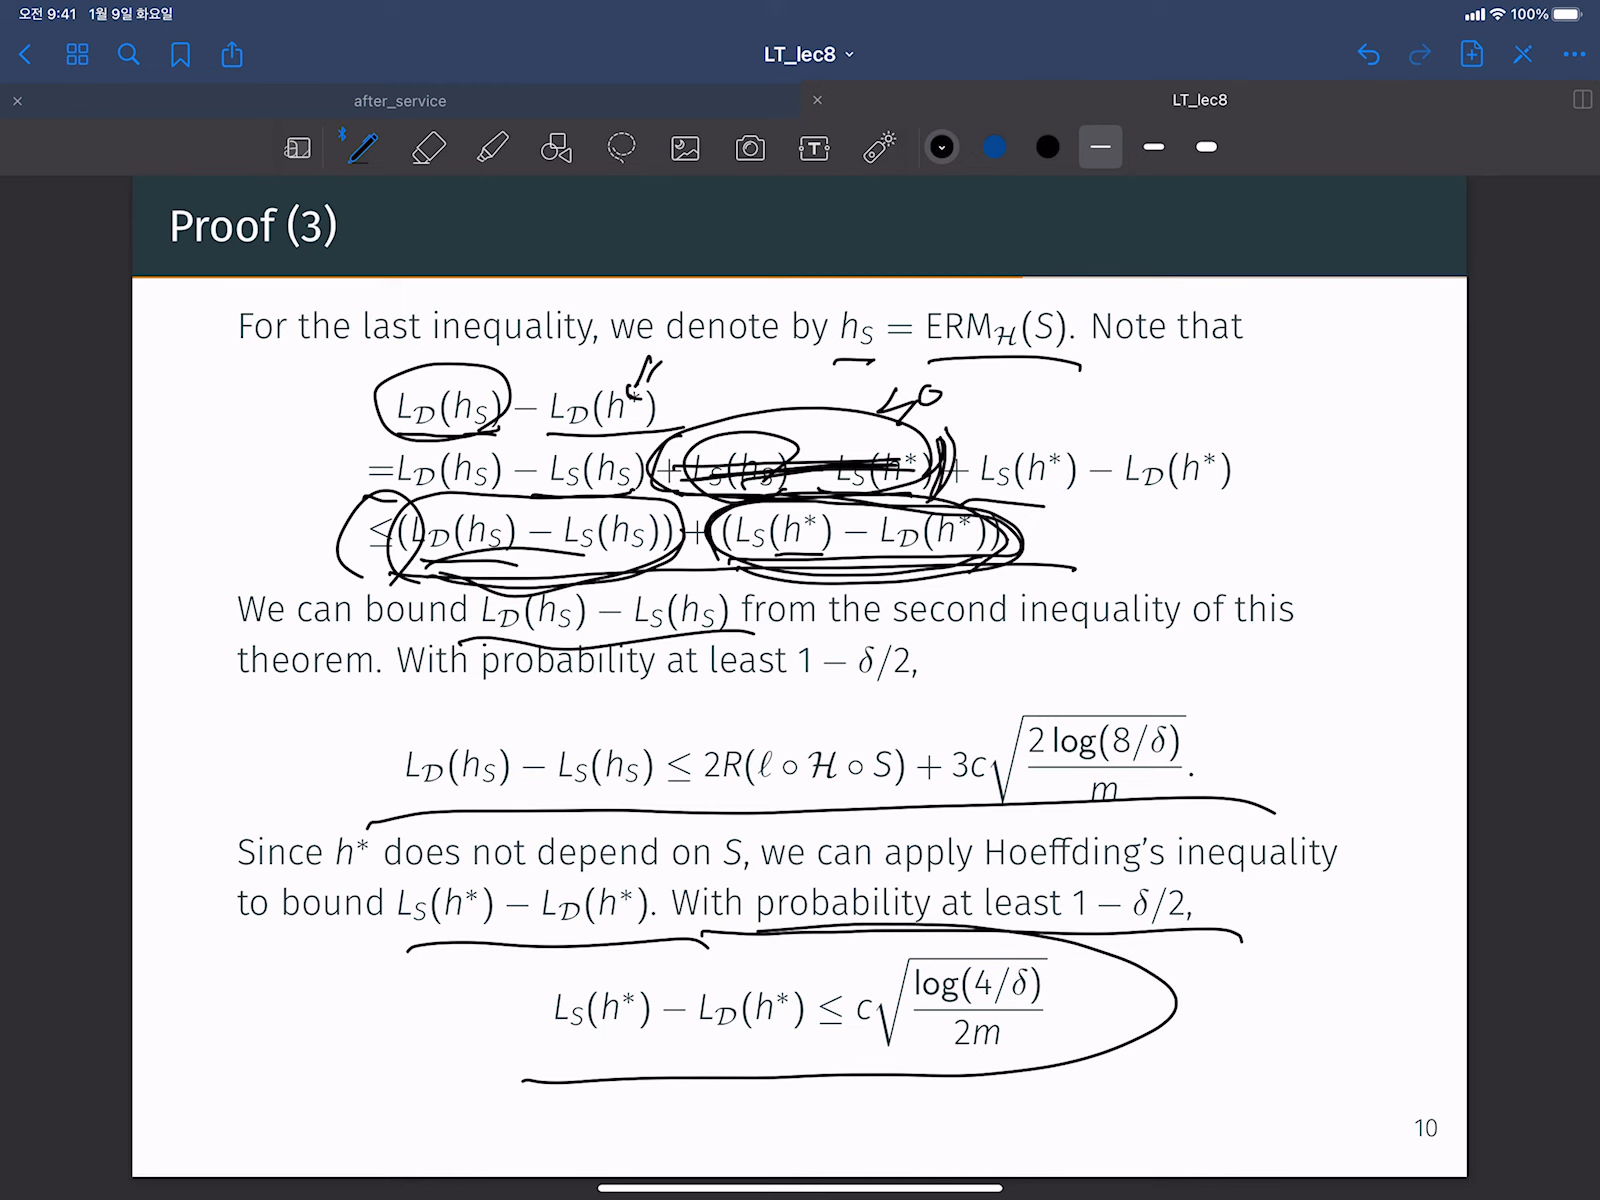 오전 9:41 1월 9일 화요일 100%
LT_lec8
after_service LT_lec8
T
Proof (3)
For the last inequality, we denote by h_S = ERM_ℋ(S). Note that
L_𝒟(h_S) − L_𝒟(h*)
=L_𝒟(h_S) − L_S(h_S) + L_S(h_S) − L_S(h*) + L_S(h*) − L_𝒟(h*)
≤(L_𝒟(h_S) − L_S(h_S)) + (L_S(h*) − L_𝒟(h*))
We can bound L_𝒟(h_S) − L_S(h_S) from the second inequality of this
theorem. With probability at least 1 − δ/2,
L_𝒟(h_S) − L_S(h_S) ≤ 2R(ℓ ∘ ℋ ∘ S) + 3c√(2 log(8/δ)/m).
Since h* does not depend on S, we can apply Hoeffding's inequality
to bound L_S(h*) − L_𝒟(h*). With probability at least 1 − δ/2,
L_S(h*) − L_𝒟(h*) ≤ c√(log(4/δ)/2m)
10